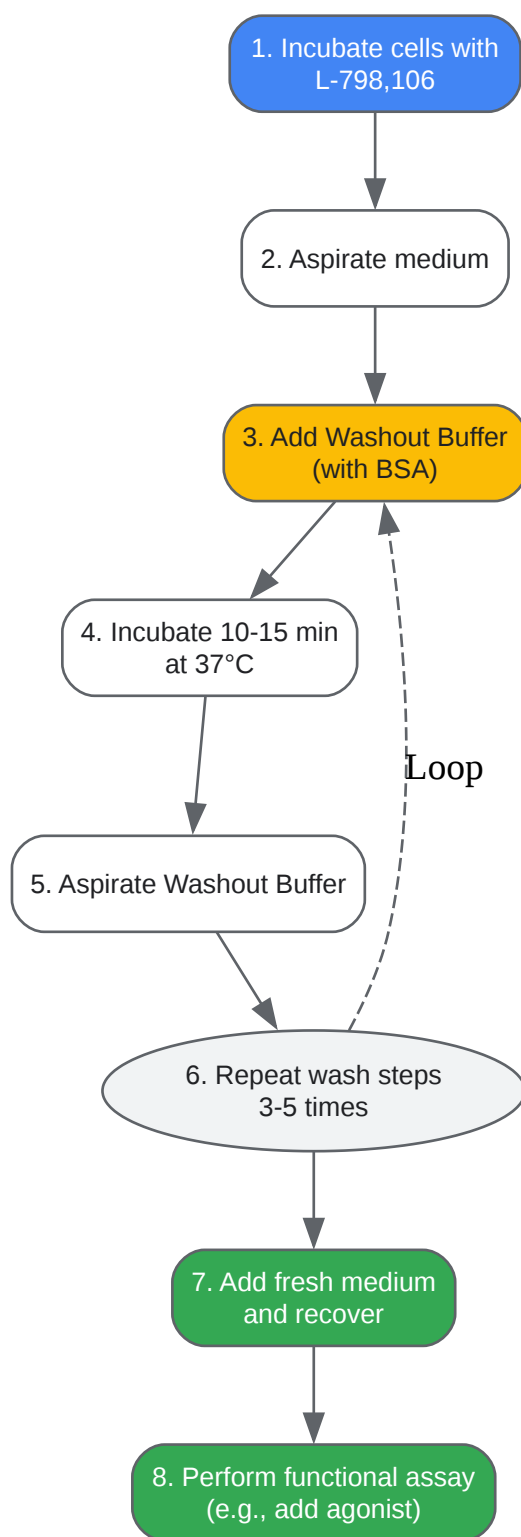 1. Incubate cells with
L-798,106
2. Aspirate medium
3. Add Washout Buffer
(with BSA)
4. Incubate 10-15 min
at 37°C
Loop
5. Aspirate Washout Buffer
6. Repeat wash steps
3-5 times
7. Add fresh medium
and recover
8. Perform functional assay
(e.g., add agonist)